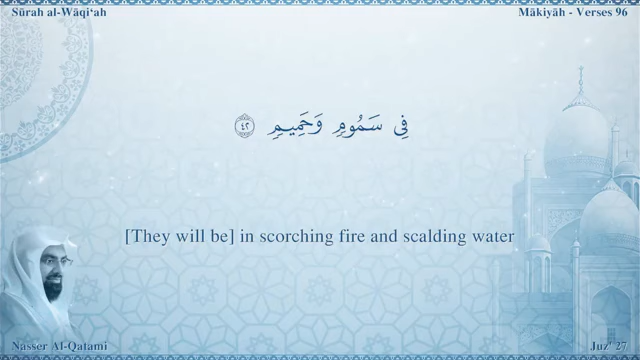 Sūrah al-Wāqi‘ah
Mākiyāh - Verses 96
فِي سَمُومٍ وَحَمِيمٍ ٤٢
[They will be] in scorching fire and scalding water
Nasser Al-Qatami
Juz' 27